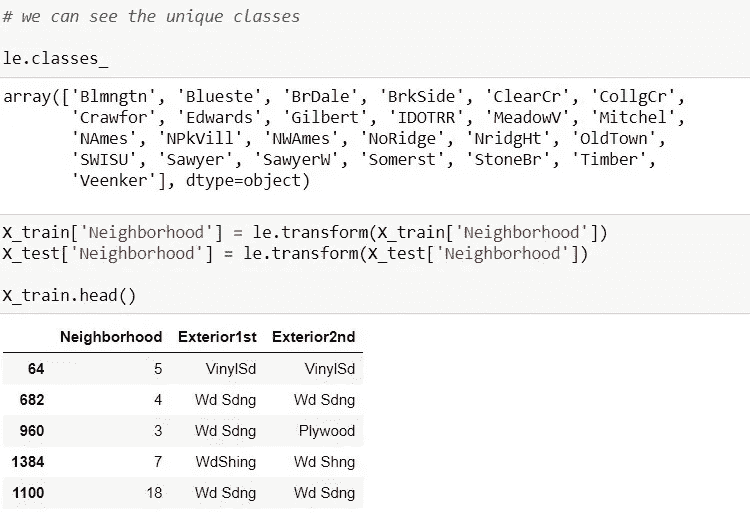 # we can see the unique classes
le.classes_
array(['Blmngtn', 'Blueste', 'BrDale', 'BrkSide', 'ClearCr', 'CollgCr',
'Crawfor', 'Edwards', 'Gilbert', 'IDOTRR', 'MeadowV', 'Mitchel',
'NAmes', 'NPkVill', 'NWAmes', 'NoRidge', 'NridgHt', 'OldTown',
'SWISU', 'Sawyer', 'SawyerW', 'Somerst', 'StoneBr', 'Timber',
'Veenker'], dtype=object)
X_train['Neighborhood'] = le.transform(X_train['Neighborhood'])
X_test['Neighborhood'] = le.transform(X_test['Neighborhood'])
X_train.head()
Neighborhood Exterior1st Exterior2nd
64 5 VinylSd VinylSd
682 4 Wd Sdng Wd Sdng
960 3 Wd Sdng Plywood
1384 7 WdShing Wd Shng
1100 18 Wd Sdng Wd Sdng